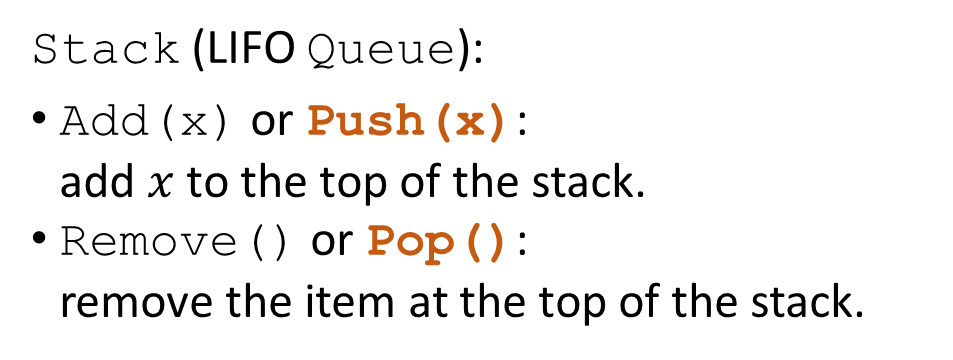 Stack (LIFO Queue):
• Add(x) or Push(x):
add x to the top of the stack.
• Remove() or Pop():
remove the item at the top of the stack.